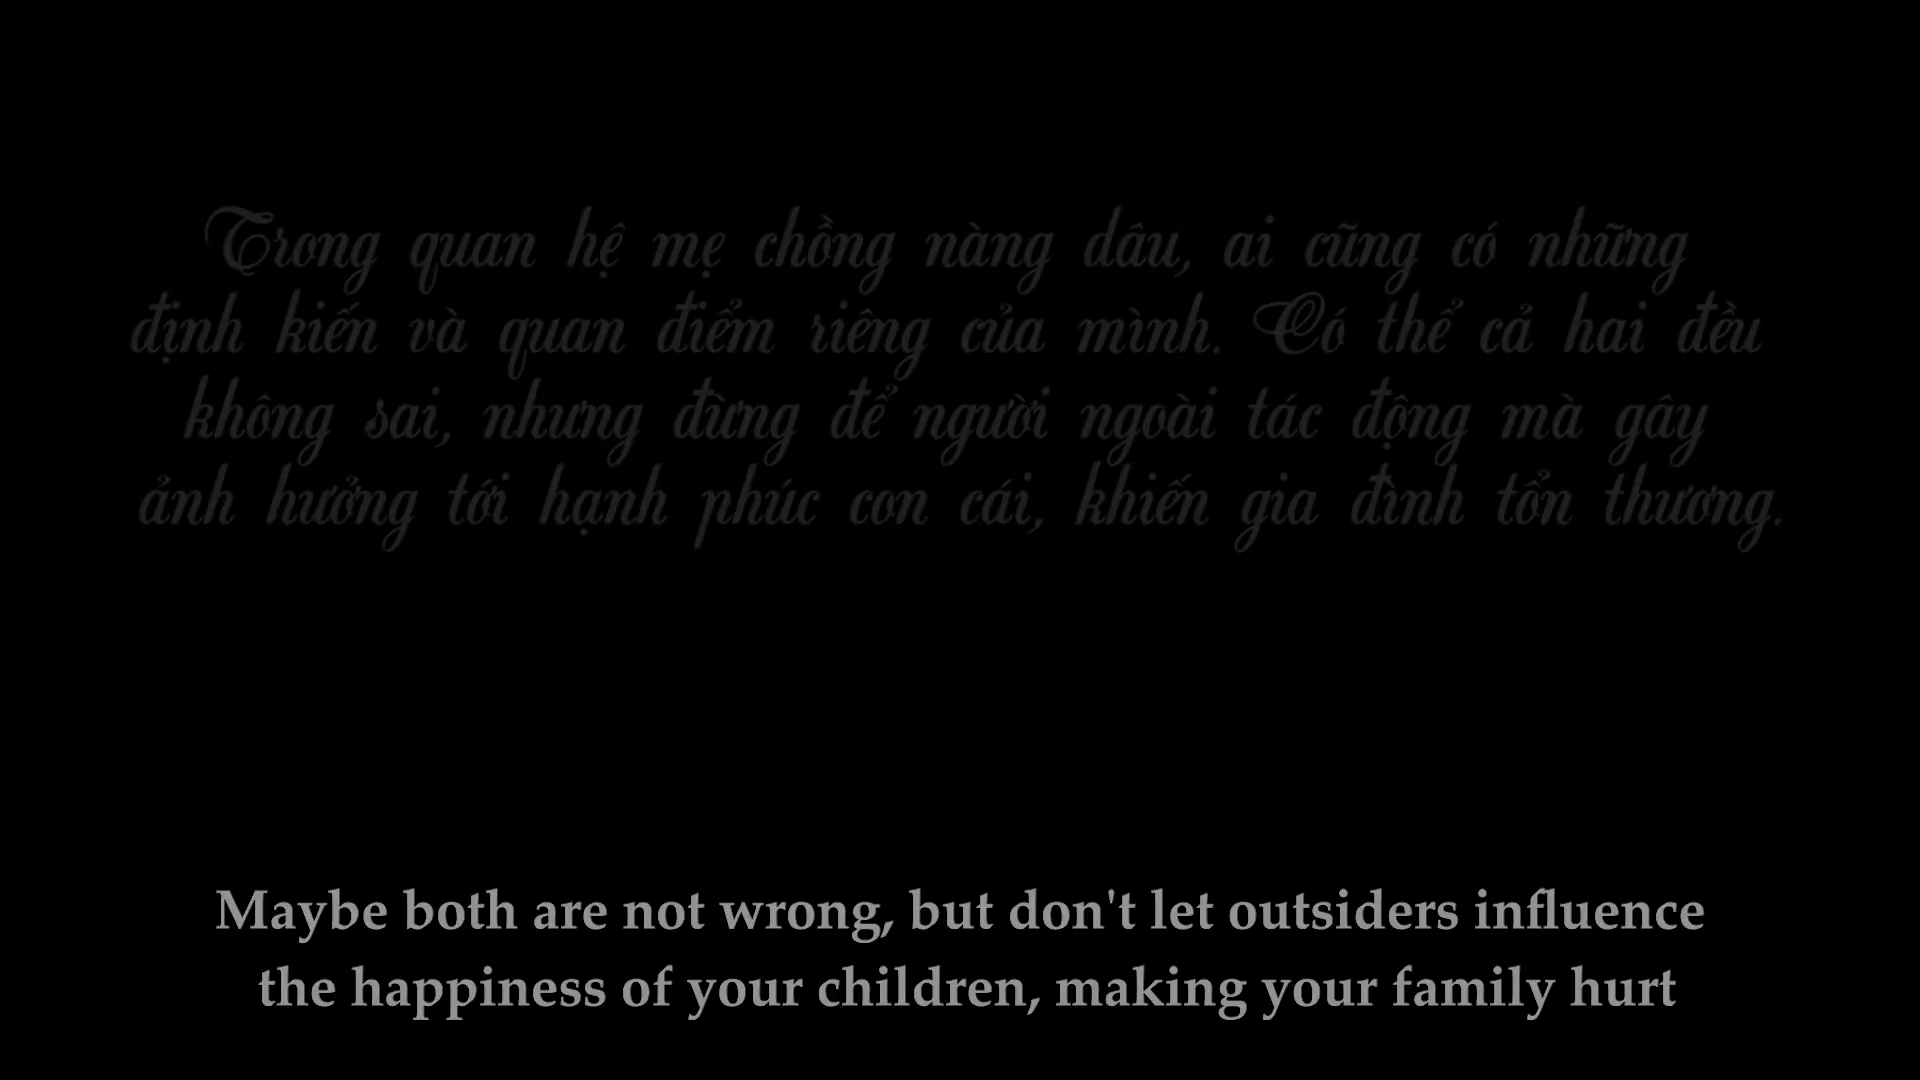 Trong quan hệ mẹ chồng nàng dâu, ai cũng có những
định kiến và quan điểm riêng của mình. Có thể cả hai đều
không sai, nhưng đừng để người ngoài tác động mà gây
ảnh hưởng tới hạnh phúc con cái, khiến gia đình tổn thương.
Maybe both are not wrong, but don't let outsiders influence
the happiness of your children, making your family hurt